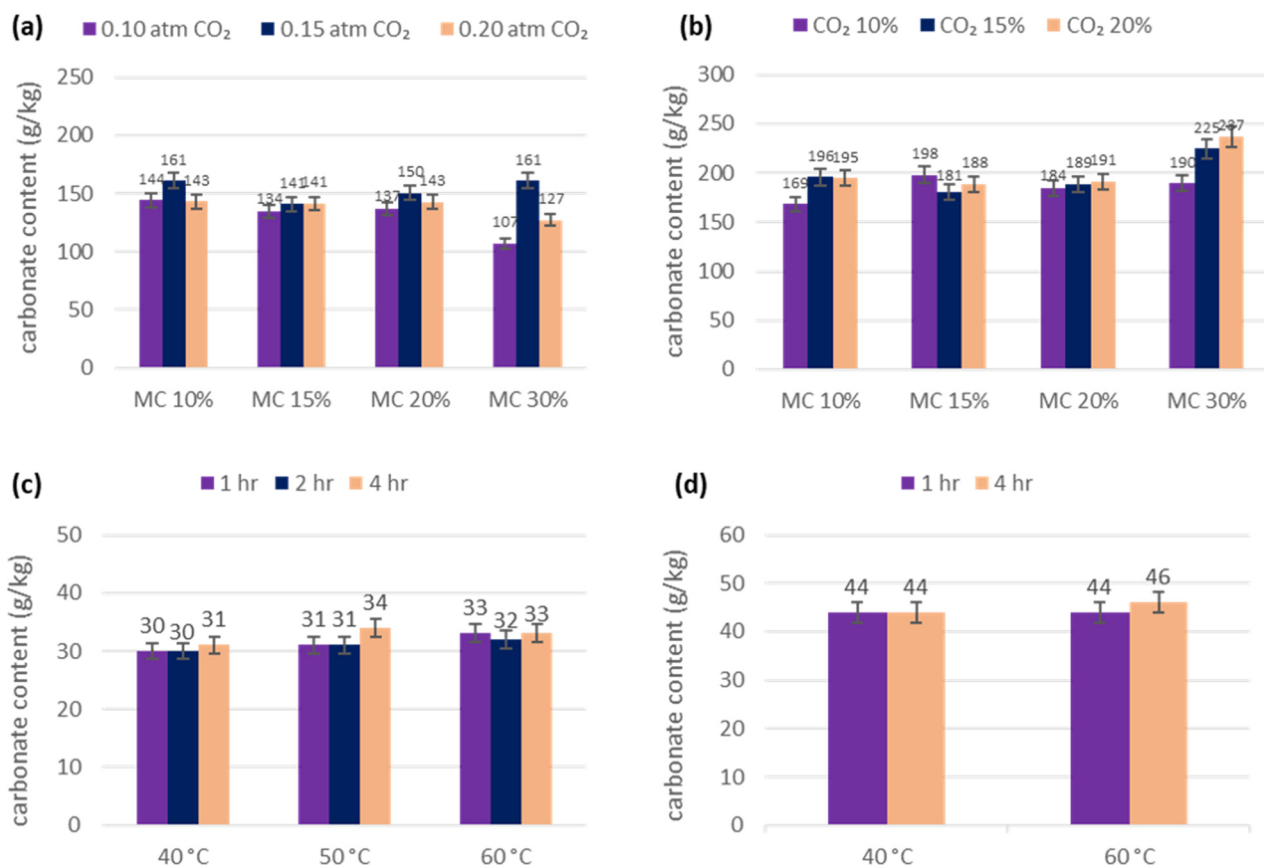 (a)
0.10 atm CO₂ 0.15 atm CO₂ 0.20 atm CO₂
carbonate content (g/kg)
250
200
150
100
50
0
144 161 143
134 141 141
137 150 143
107 161 127
MC 10% MC 15% MC 20% MC 30%
(b)
CO₂ 10% CO₂ 15% CO₂ 20%
carbonate content (g/kg)
300
250
200
150
100
50
0
169 196 195
198 181 188
184 189 191
190 225 237
MC 10% MC 15% MC 20% MC 30%
(c)
1 hr 2 hr 4 hr
carbonate content (g/kg)
50
40
30
20
10
0
30 30 31
31 31 34
33 32 33
40 °C 50 °C 60 °C
(d)
1 hr 4 hr
carbonate content (g/kg)
60
50
40
30
20
10
0
44 44
44 46
40 °C 60 °C